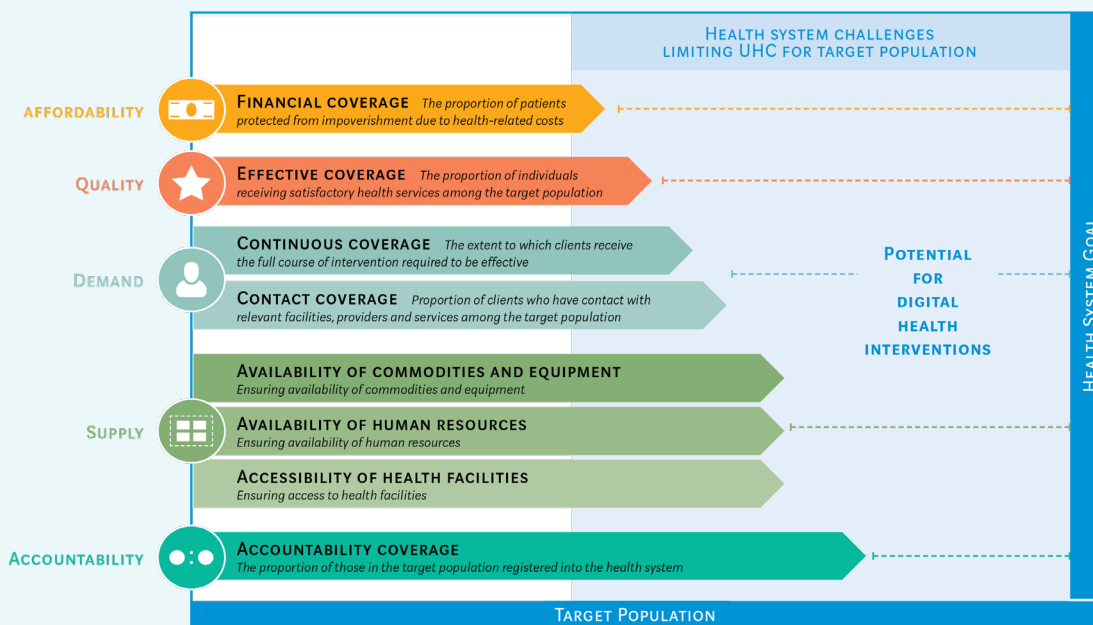 HEALTH SYSTEM CHALLENGES
LIMITING UHC FOR TARGET POPULATION
AFFORDABILITY
FINANCIAL COVERAGE The proportion of patients
protected from impoverishment due to health-related costs
QUALITY
EFFECTIVE COVERAGE The proportion of individuals
receiving satisfactory health services among the target population
DEMAND
CONTINUOUS COVERAGE The extent to which clients receive
the full course of intervention required to be effective
CONTACT COVERAGE Proportion of clients who have contact with
relevant facilities, providers and services among the target population
POTENTIAL
FOR
DIGITAL
HEALTH
INTERVENTIONS
SUPPLY
AVAILABILITY OF COMMODITIES AND EQUIPMENT
Ensuring availability of commodities and equipment
AVAILABILITY OF HUMAN RESOURCES
Ensuring availability of human resources
ACCESSIBILITY OF HEALTH FACILITIES
Ensuring access to health facilities
ACCOUNTABILITY
ACCOUNTABILITY COVERAGE
The proportion of those in the target population registered into the health system
HEALTH SYSTEM GOAL
TARGET POPULATION